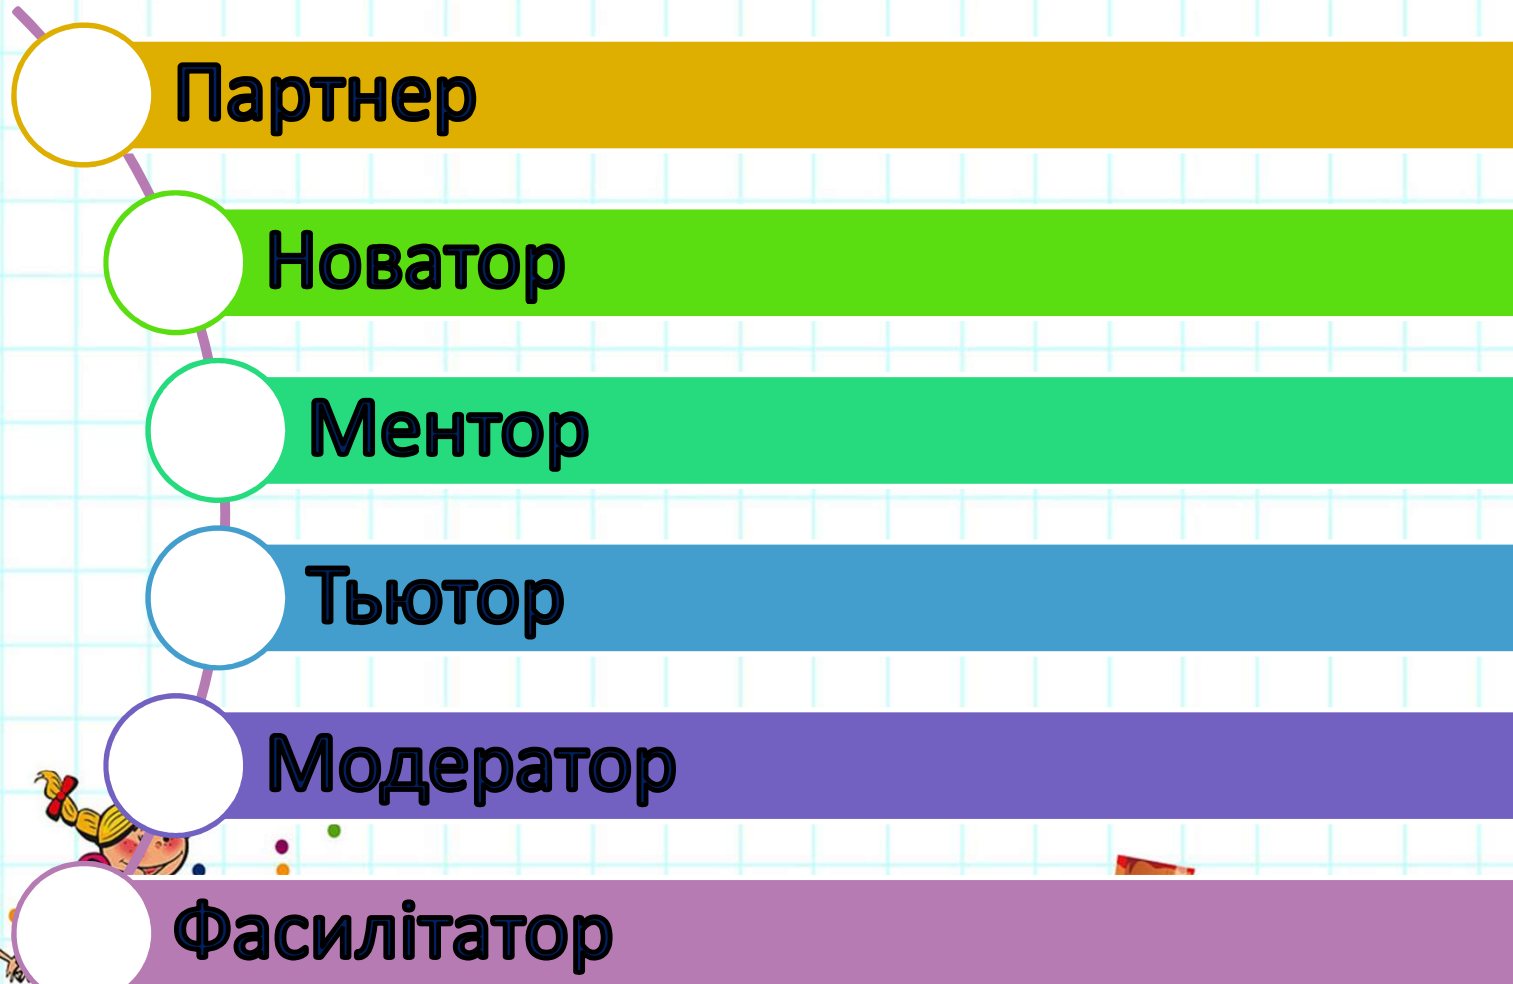 Партнер
Новатор
Ментор
Тьютор
Модератор
Фасилітатор